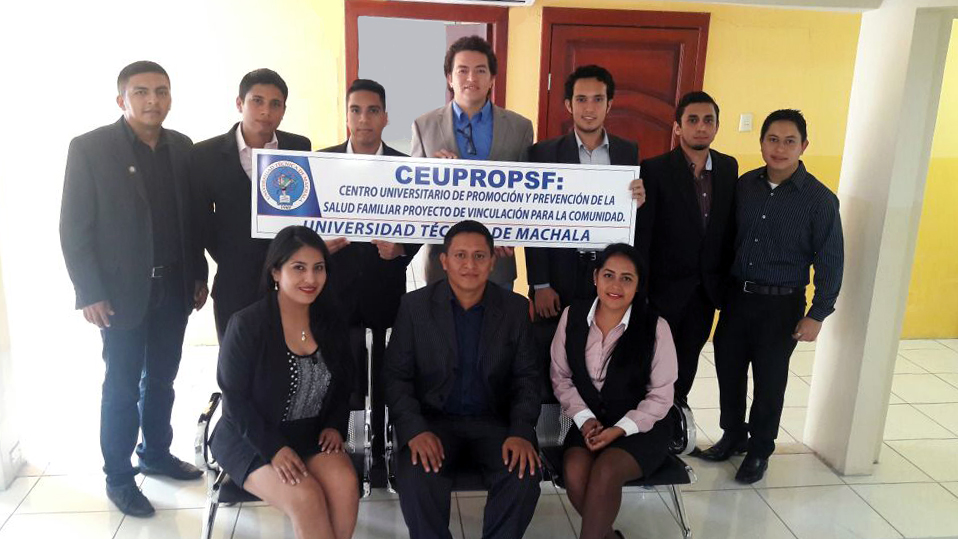 CEUPROPSF:
CENTRO UNIVERSITARIO DE PROMOCIÓN Y PREVENCIÓN DE LA
SALUD FAMILIAR PROYECTO DE VINCULACIÓN PARA LA COMUNIDAD.
UNIVERSIDAD DE MACHALA